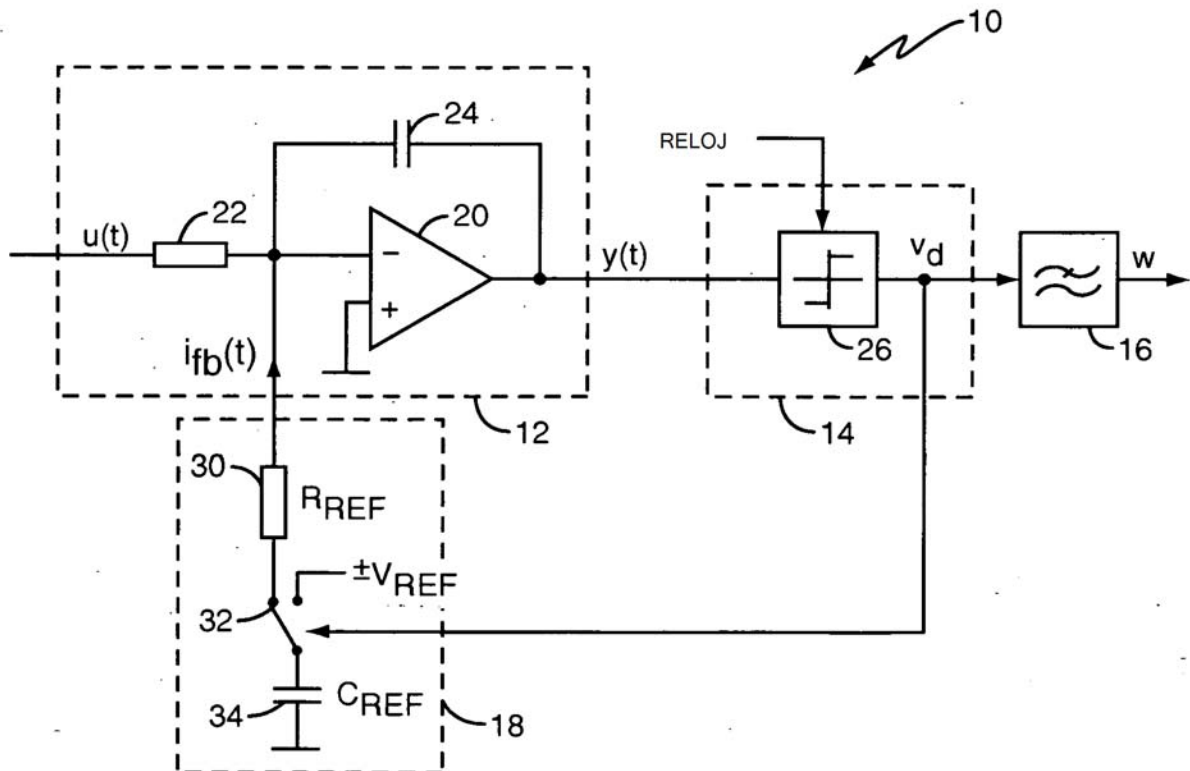 10
24
RELOJ
22
20
u(t)
y(t)
v_d
w
−
+
26
16
i_fb(t)
12
14
30
R_REF
±V_REF
32
C_REF
34
18